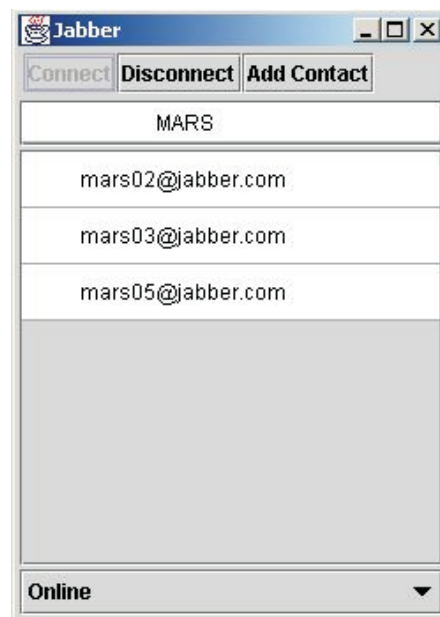 Jabber
Connect Disconnect Add Contact
MARS
mars02@jabber.com
mars03@jabber.com
mars05@jabber.com
Online